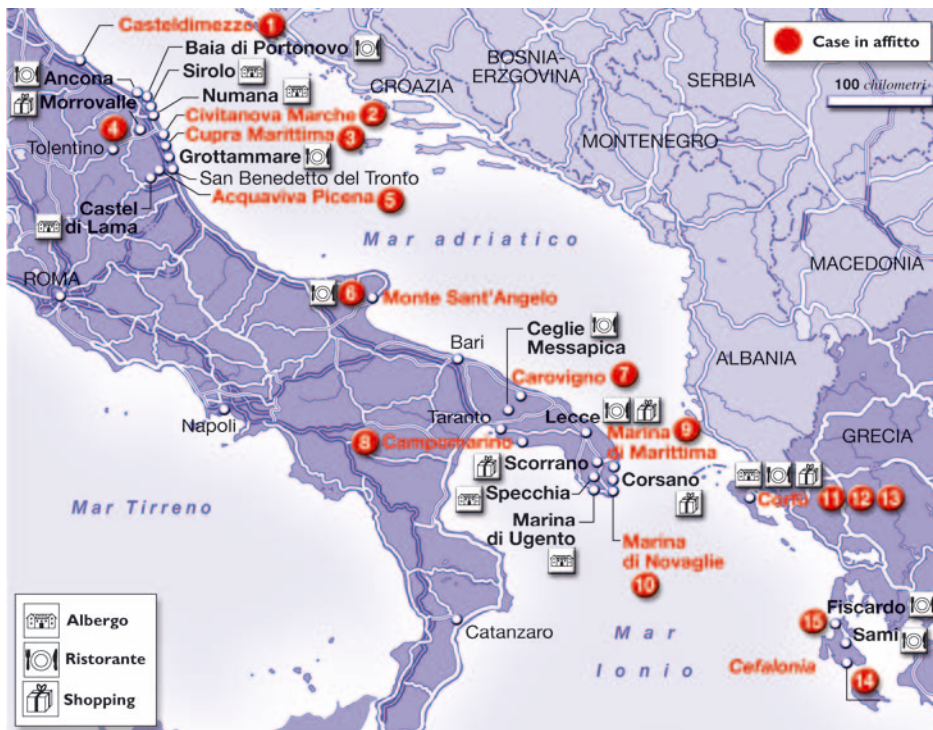 Casteldimezzo 1
Baia di Portonovo
Ancona
Sirolo
Morrovalle
Numana
4
Civitanova Marche 2
Tolentino
Cupra Marittima 3
Grottammare
San Benedetto del Tronto
Acquaviva Picena 5
Castel
di Lama
ROMA
CROAZIA
BOSNIA-
ERZGOVINA
SERBIA
MONTENEGRO
MACEDONIA
ALBANIA
GRECIA
Case in affitto
100 chilometri
Mar adriatico
6
Monte Sant'Angelo
Bari
Ceglie
Messapica
Carovigno 7
Napoli
Taranto
Lecce
8 Campomarino
Marina 9
di Marittima
Scorrano
Corsano
Specchia
Marina
di Ugento
Marina
di Novaglie
10
Corfù 11 12 13
Mar Tirreno
Catanzaro
Mar
Ionio
Fiscardo
15
Sami
Cefalonia
14
Albergo
Ristorante
Shopping